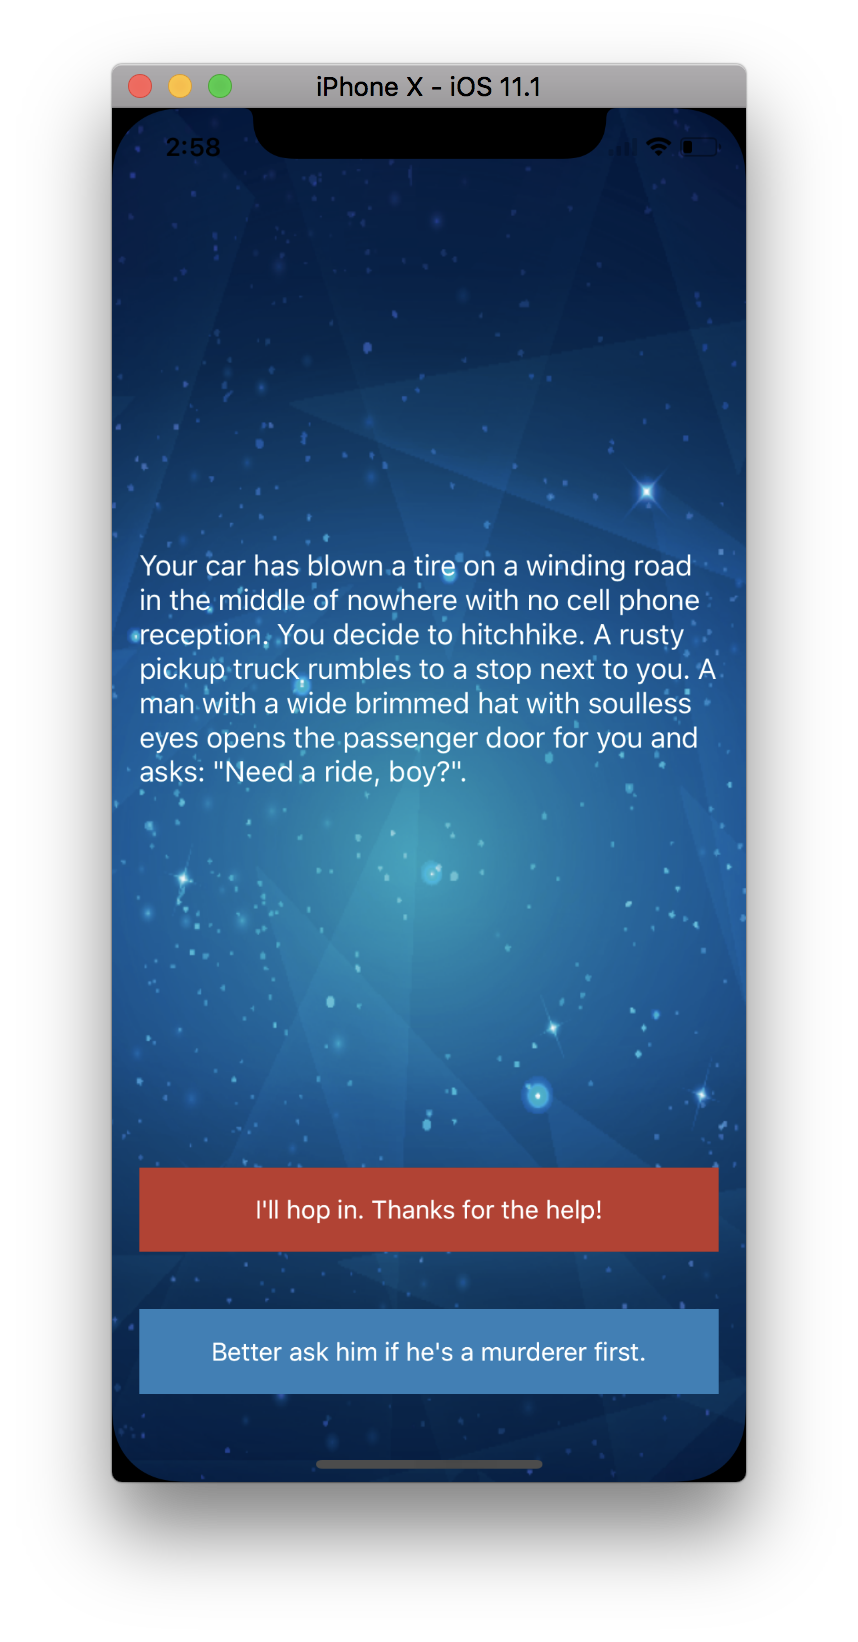 iPhone X - iOS 11.1
2:58
Your car has blown a tire on a winding road
in the middle of nowhere with no cell phone
reception. You decide to hitchhike. A rusty
pickup truck rumbles to a stop next to you. A
man with a wide brimmed hat with soulless
eyes opens the passenger door for you and
asks: "Need a ride, boy?".
I'll hop in. Thanks for the help!
Better ask him if he's a murderer first.